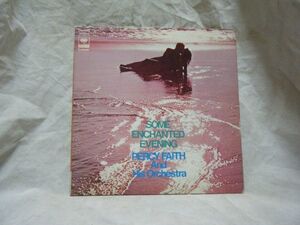 SOME
ENCHANTED
EVENING
PERCY FAITH
And
His Orchestra